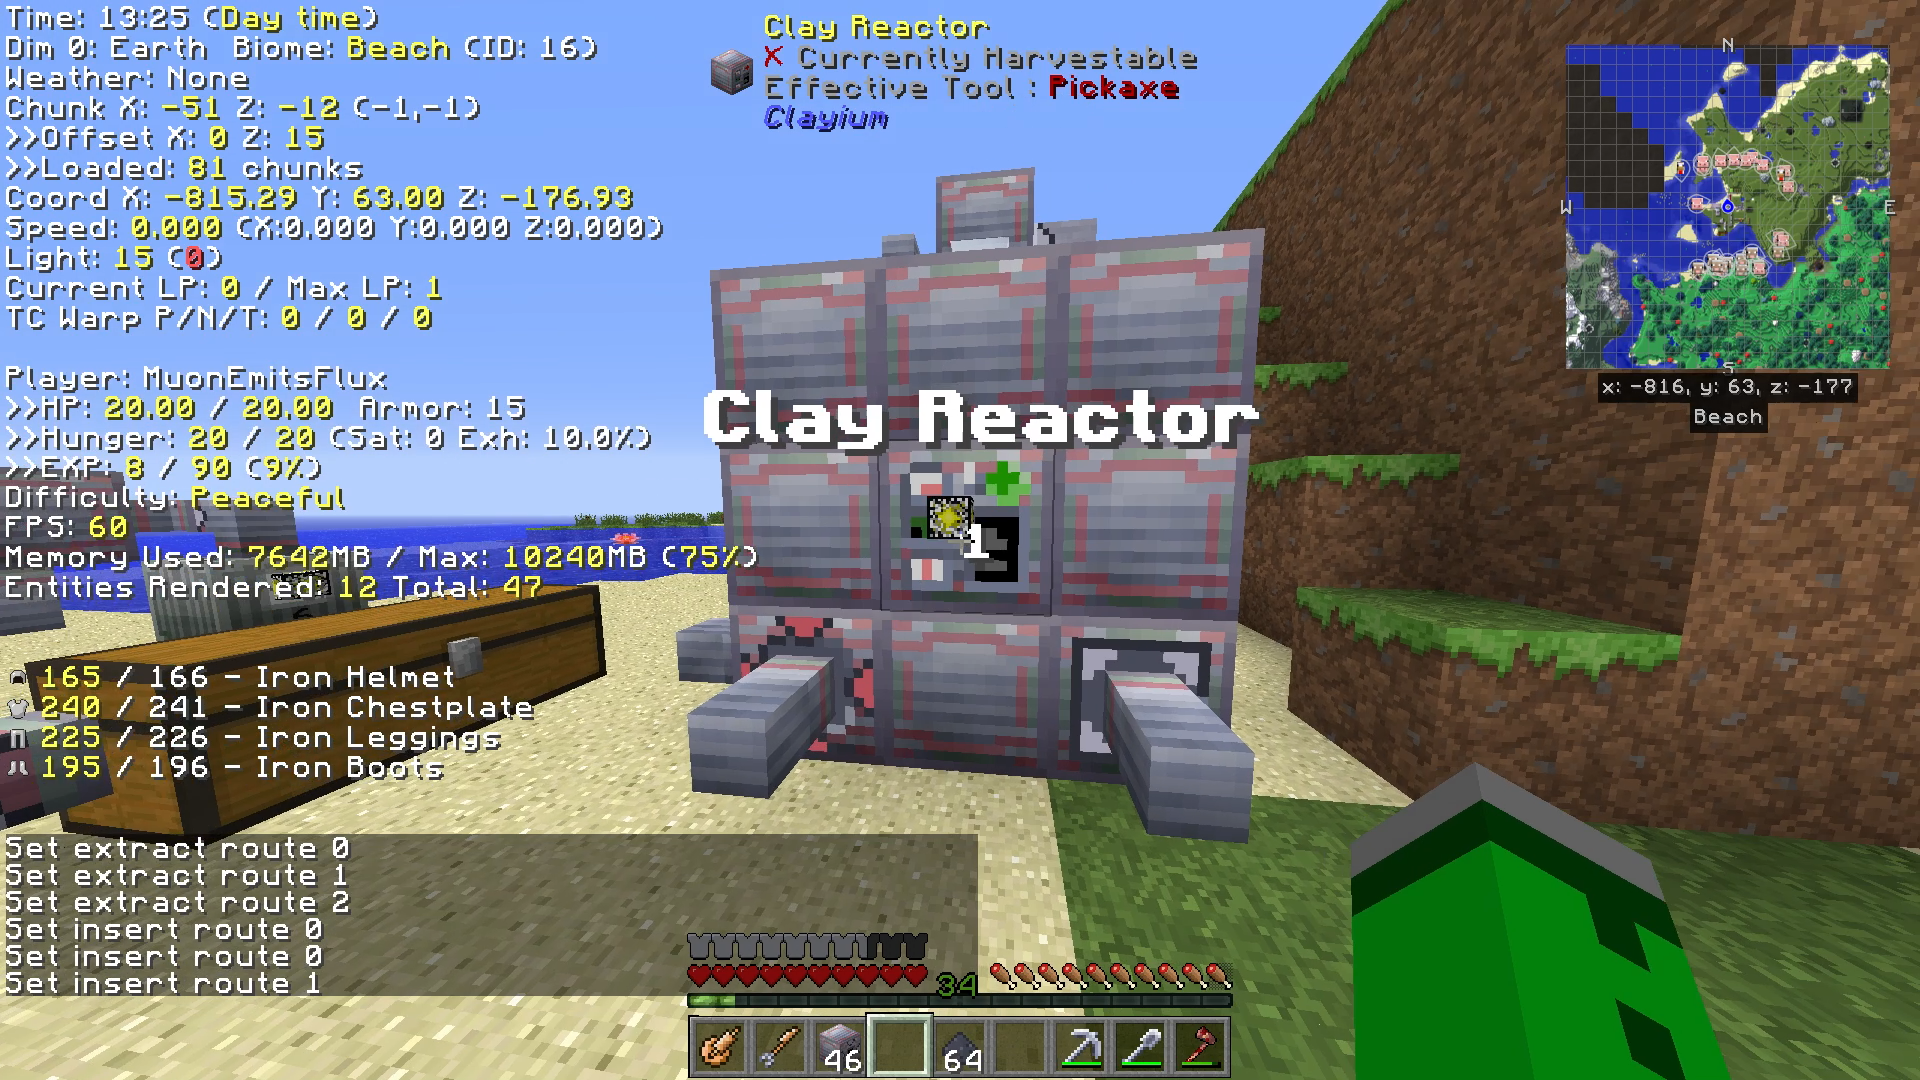 Time: 13:25 (Day time)
Dim 0: Earth Biome: Beach (ID: 16)
Weather: None
Chunk X: -51 Z: -12 (-1,-1)
>>Offset X: 0 Z: 15
>>Loaded: 81 chunks
Coord X: -815.29 Y: 63.00 Z: -176.93
Speed: 0.000 (X:0.000 Y:0.000 Z:0.000)
Light: 15 (0)
Current LP: 0 / Max LP: 1
TC Warp P/N/T: 0 / 0 / 0
Player: MuonEmitsFlux
>>HP: 20.00 / 20.00 Armor: 15
>>Hunger: 20 / 20 (Sat: 0 Exh: 10.0%)
>>EXP: 8 / 90 (9%)
Difficulty: Peaceful
FPS: 60
Memory Used: 7642MB / Max: 10240MB (75%)
Entities Rendered: 12 Total: 47
165 / 166 - Iron Helmet
240 / 241 - Iron Chestplate
225 / 226 - Iron Leggings
195 / 196 - Iron Boots
Set extract route 0
Set extract route 1
Set extract route 2
Set insert route 0
Set insert route 0
Set insert route 1
Clay Reactor
X Currently Harvestable
Effective Tool : Pickaxe
Clayium
Clay Reactor
1
N
W
E
S
x: -816, y: 63, z: -177
Beach
34
46
64